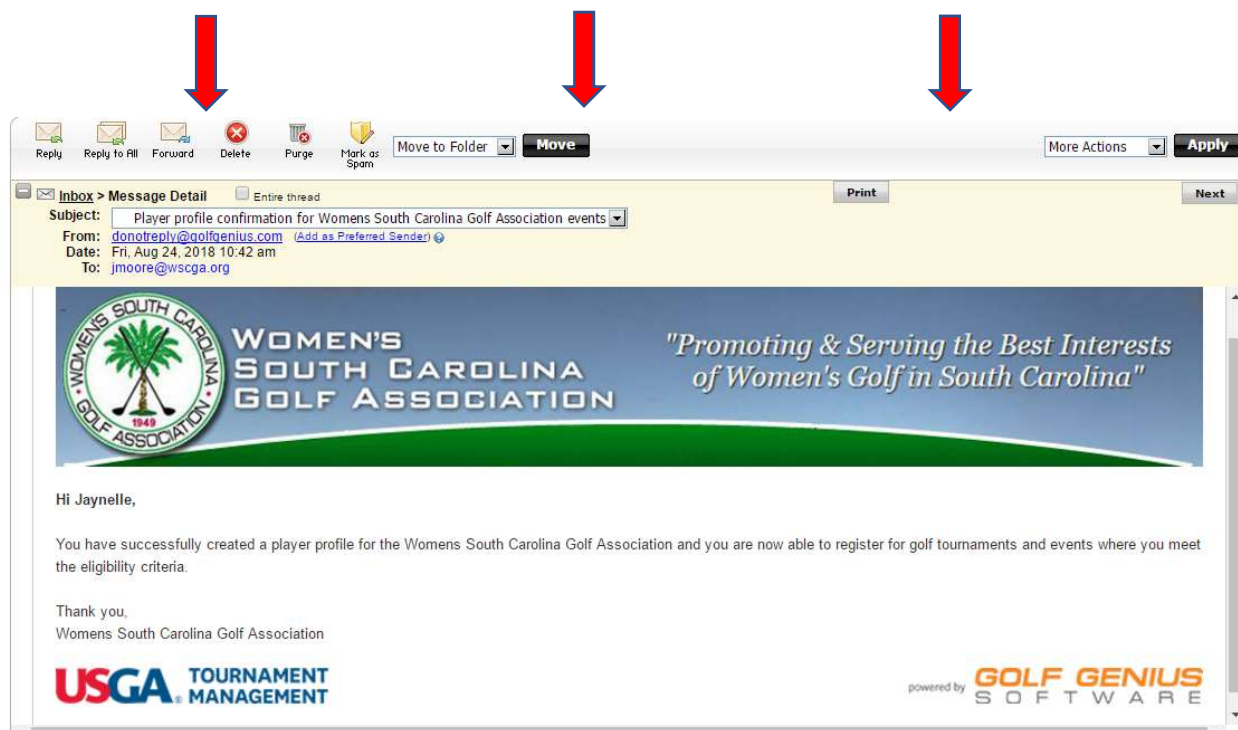 Reply Reply to All Forward Delete Purge Mark as Spam Move to Folder Move More Actions Apply
Inbox > Message Detail Entire thread Print Next
Subject: Player profile confirmation for Womens South Carolina Golf Association events
From: donotreply@golfgenius.com (Add as Preferred Sender)
Date: Fri, Aug 24, 2018 10:42 am
To: jmoore@wscga.org
WOMEN'S SOUTH CAROLINA GOLF ASSOCIATION
1949
WOMEN'S
SOUTH CAROLINA
GOLF ASSOCIATION
"Promoting & Serving the Best Interests
of Women's Golf in South Carolina"
Hi Jaynelle,
You have successfully created a player profile for the Womens South Carolina Golf Association and you are now able to register for golf tournaments and events where you meet
the eligibility criteria.
Thank you,
Womens South Carolina Golf Association
USGA® TOURNAMENT
MANAGEMENT
powered by GOLF GENIUS
SOFTWARE